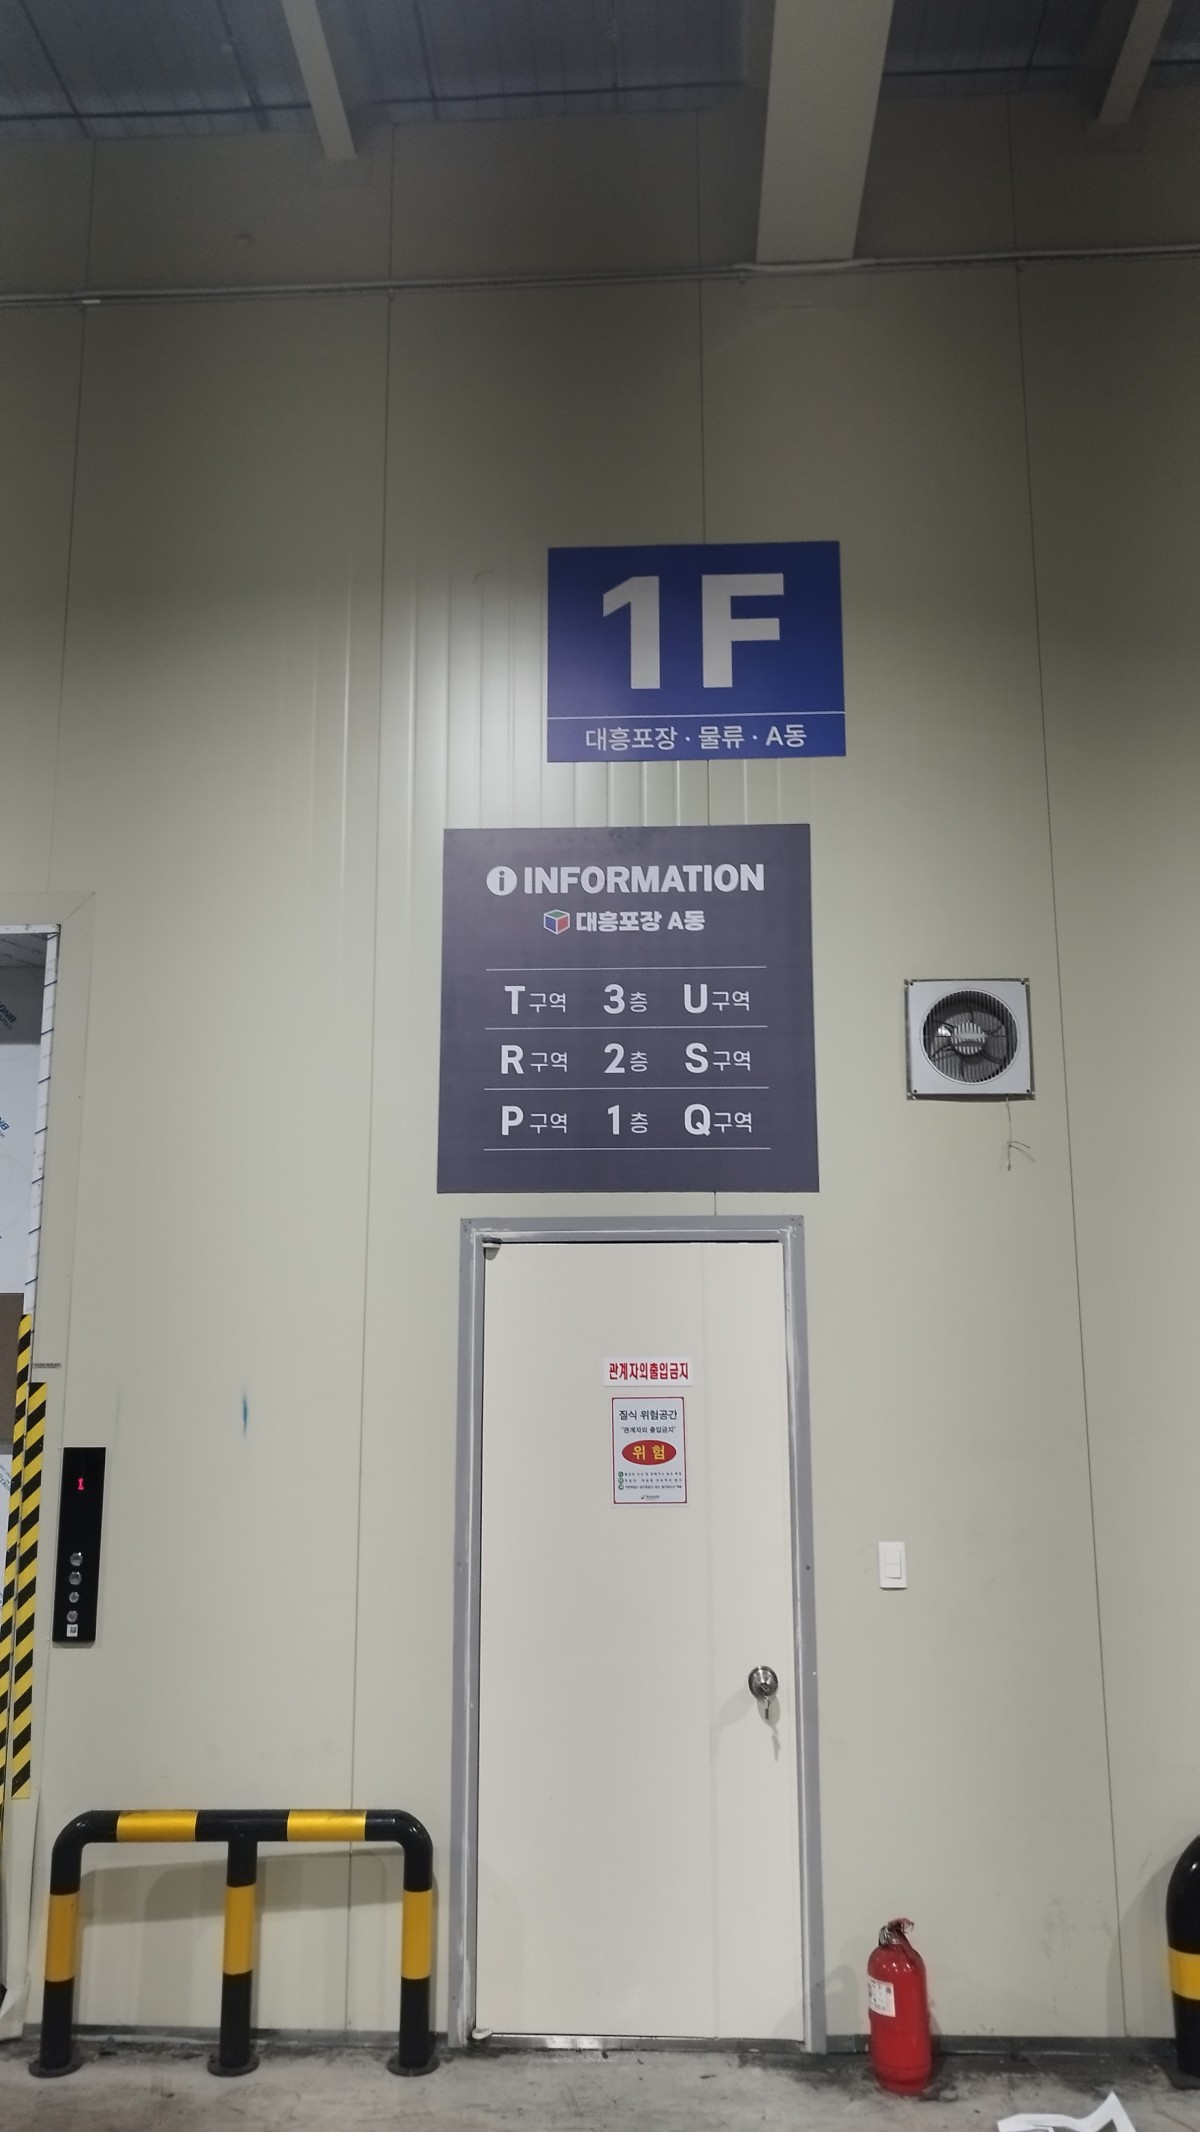 1F
대흥포장 · 물류 · A동
i INFORMATION
대흥포장 A동
T구역 3층 U구역
R구역 2층 S구역
P구역 1층 Q구역
관계자외출입금지
질식 위험공간
"관계자외 출입금지"
위험
1